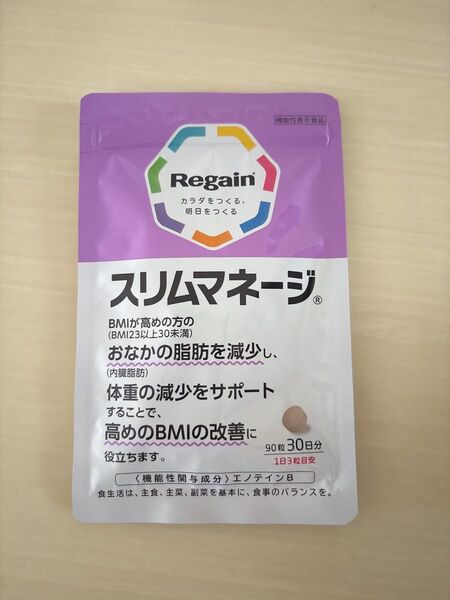 機能性表示食品
Regain®
カラダをつくる、
明日をつくる
スリムマネージ®
BMIが高めの方の
(BMI23以上30未満)
おなかの脂肪を減少し、
(内臓脂肪)
体重の減少をサポート
することで、
高めのBMIの改善に
役立ちます。
90粒 30日分
1日3粒目安
〈機能性関与成分〉エノテインB
食生活は、主食、主菜、副菜を基本に、食事のバランスを。